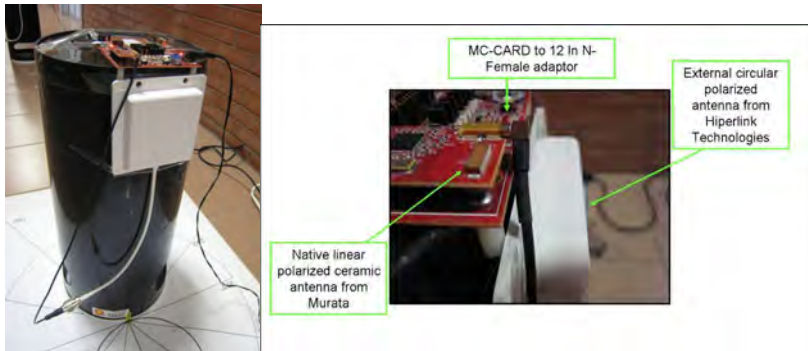 MC-CARD to 12 In N-
Female adaptor
External circular
polarized
antenna from
Hiperlink
Technologies
Native linear
polarized ceramic
antenna from
Murata